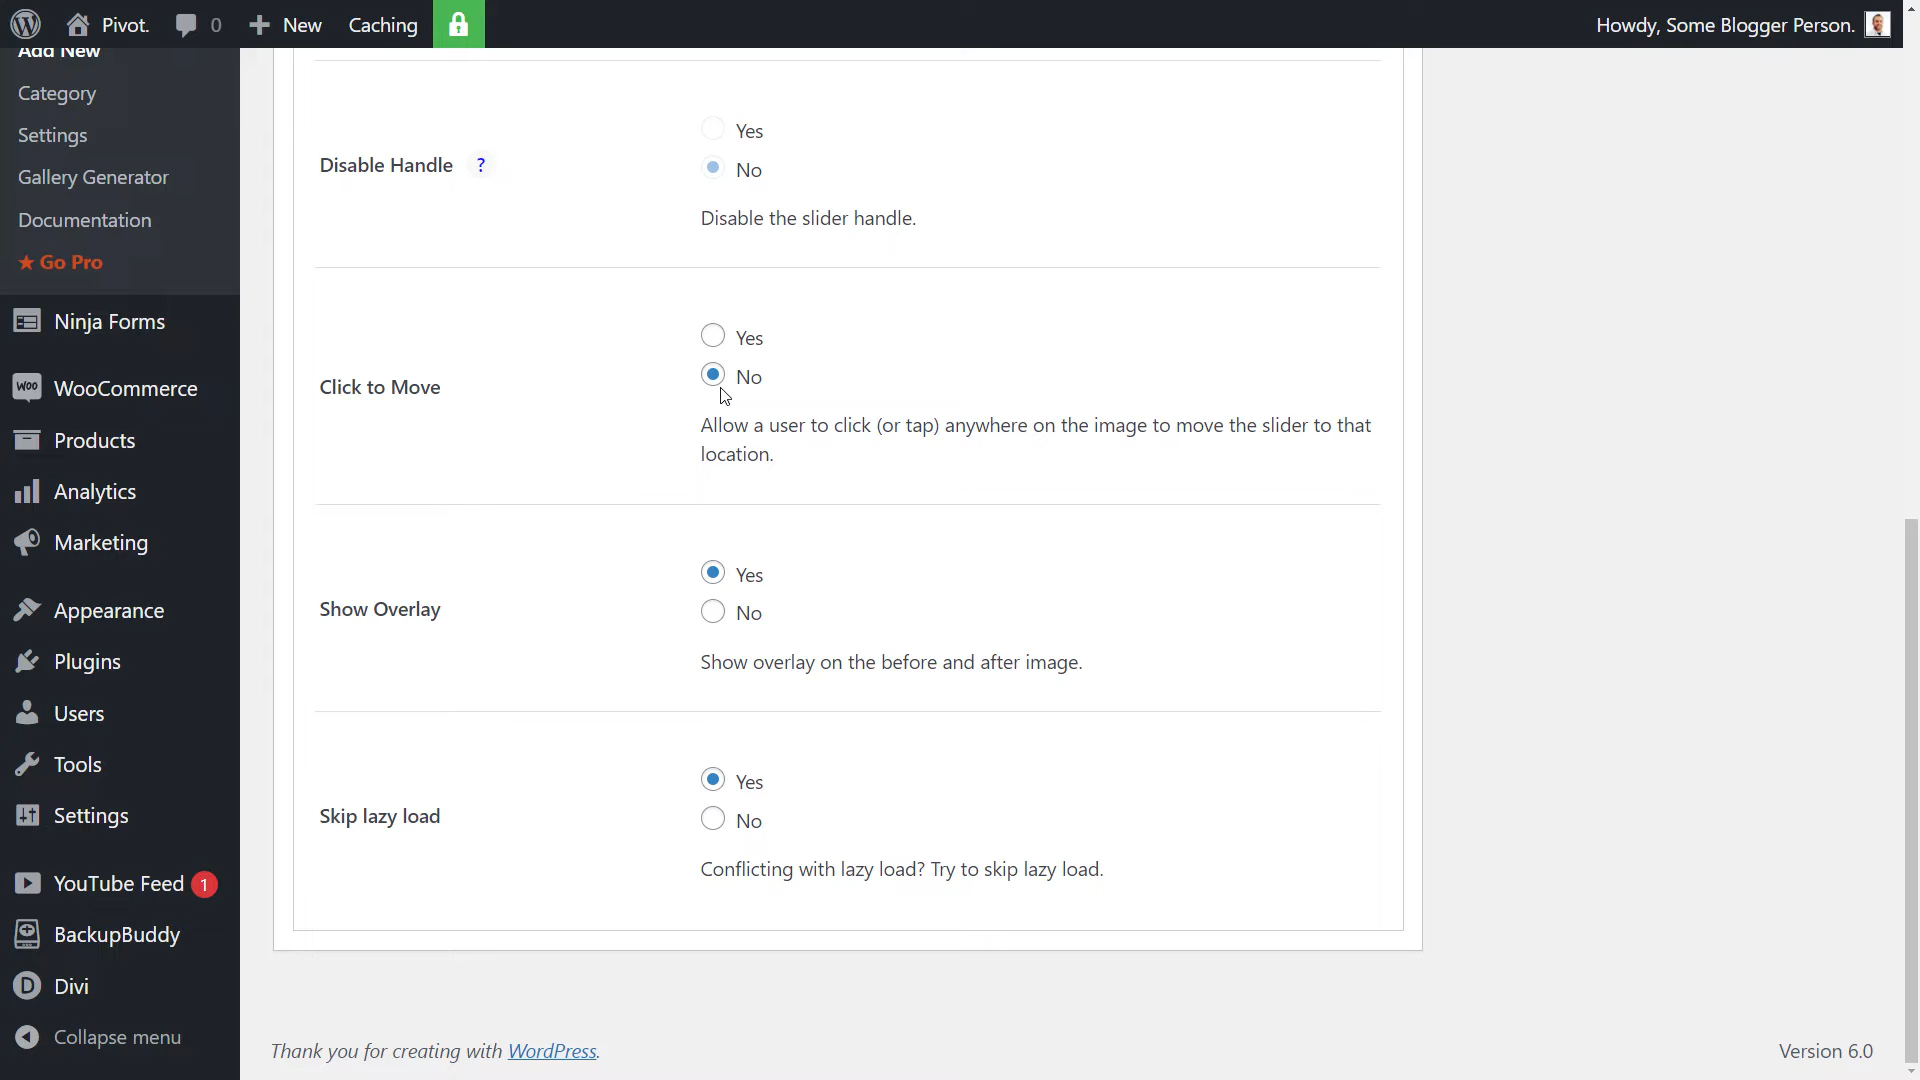 Pivot.
0
New
Caching
Howdy, Some Blogger Person.
Add New
Category
Settings
Gallery Generator
Documentation
★ Go Pro
Ninja Forms
Woo
WooCommerce
Products
Analytics
Marketing
Appearance
Plugins
Users
Tools
Settings
YouTube Feed 1
BackupBuddy
D Divi
Collapse menu
Disable Handle ?
Yes
No
Disable the slider handle.
Click to Move
Yes
No
Allow a user to click (or tap) anywhere on the image to move the slider to that
location.
Show Overlay
Yes
No
Show overlay on the before and after image.
Skip lazy load
Yes
No
Conflicting with lazy load? Try to skip lazy load.
Thank you for creating with WordPress.
Version 6.0